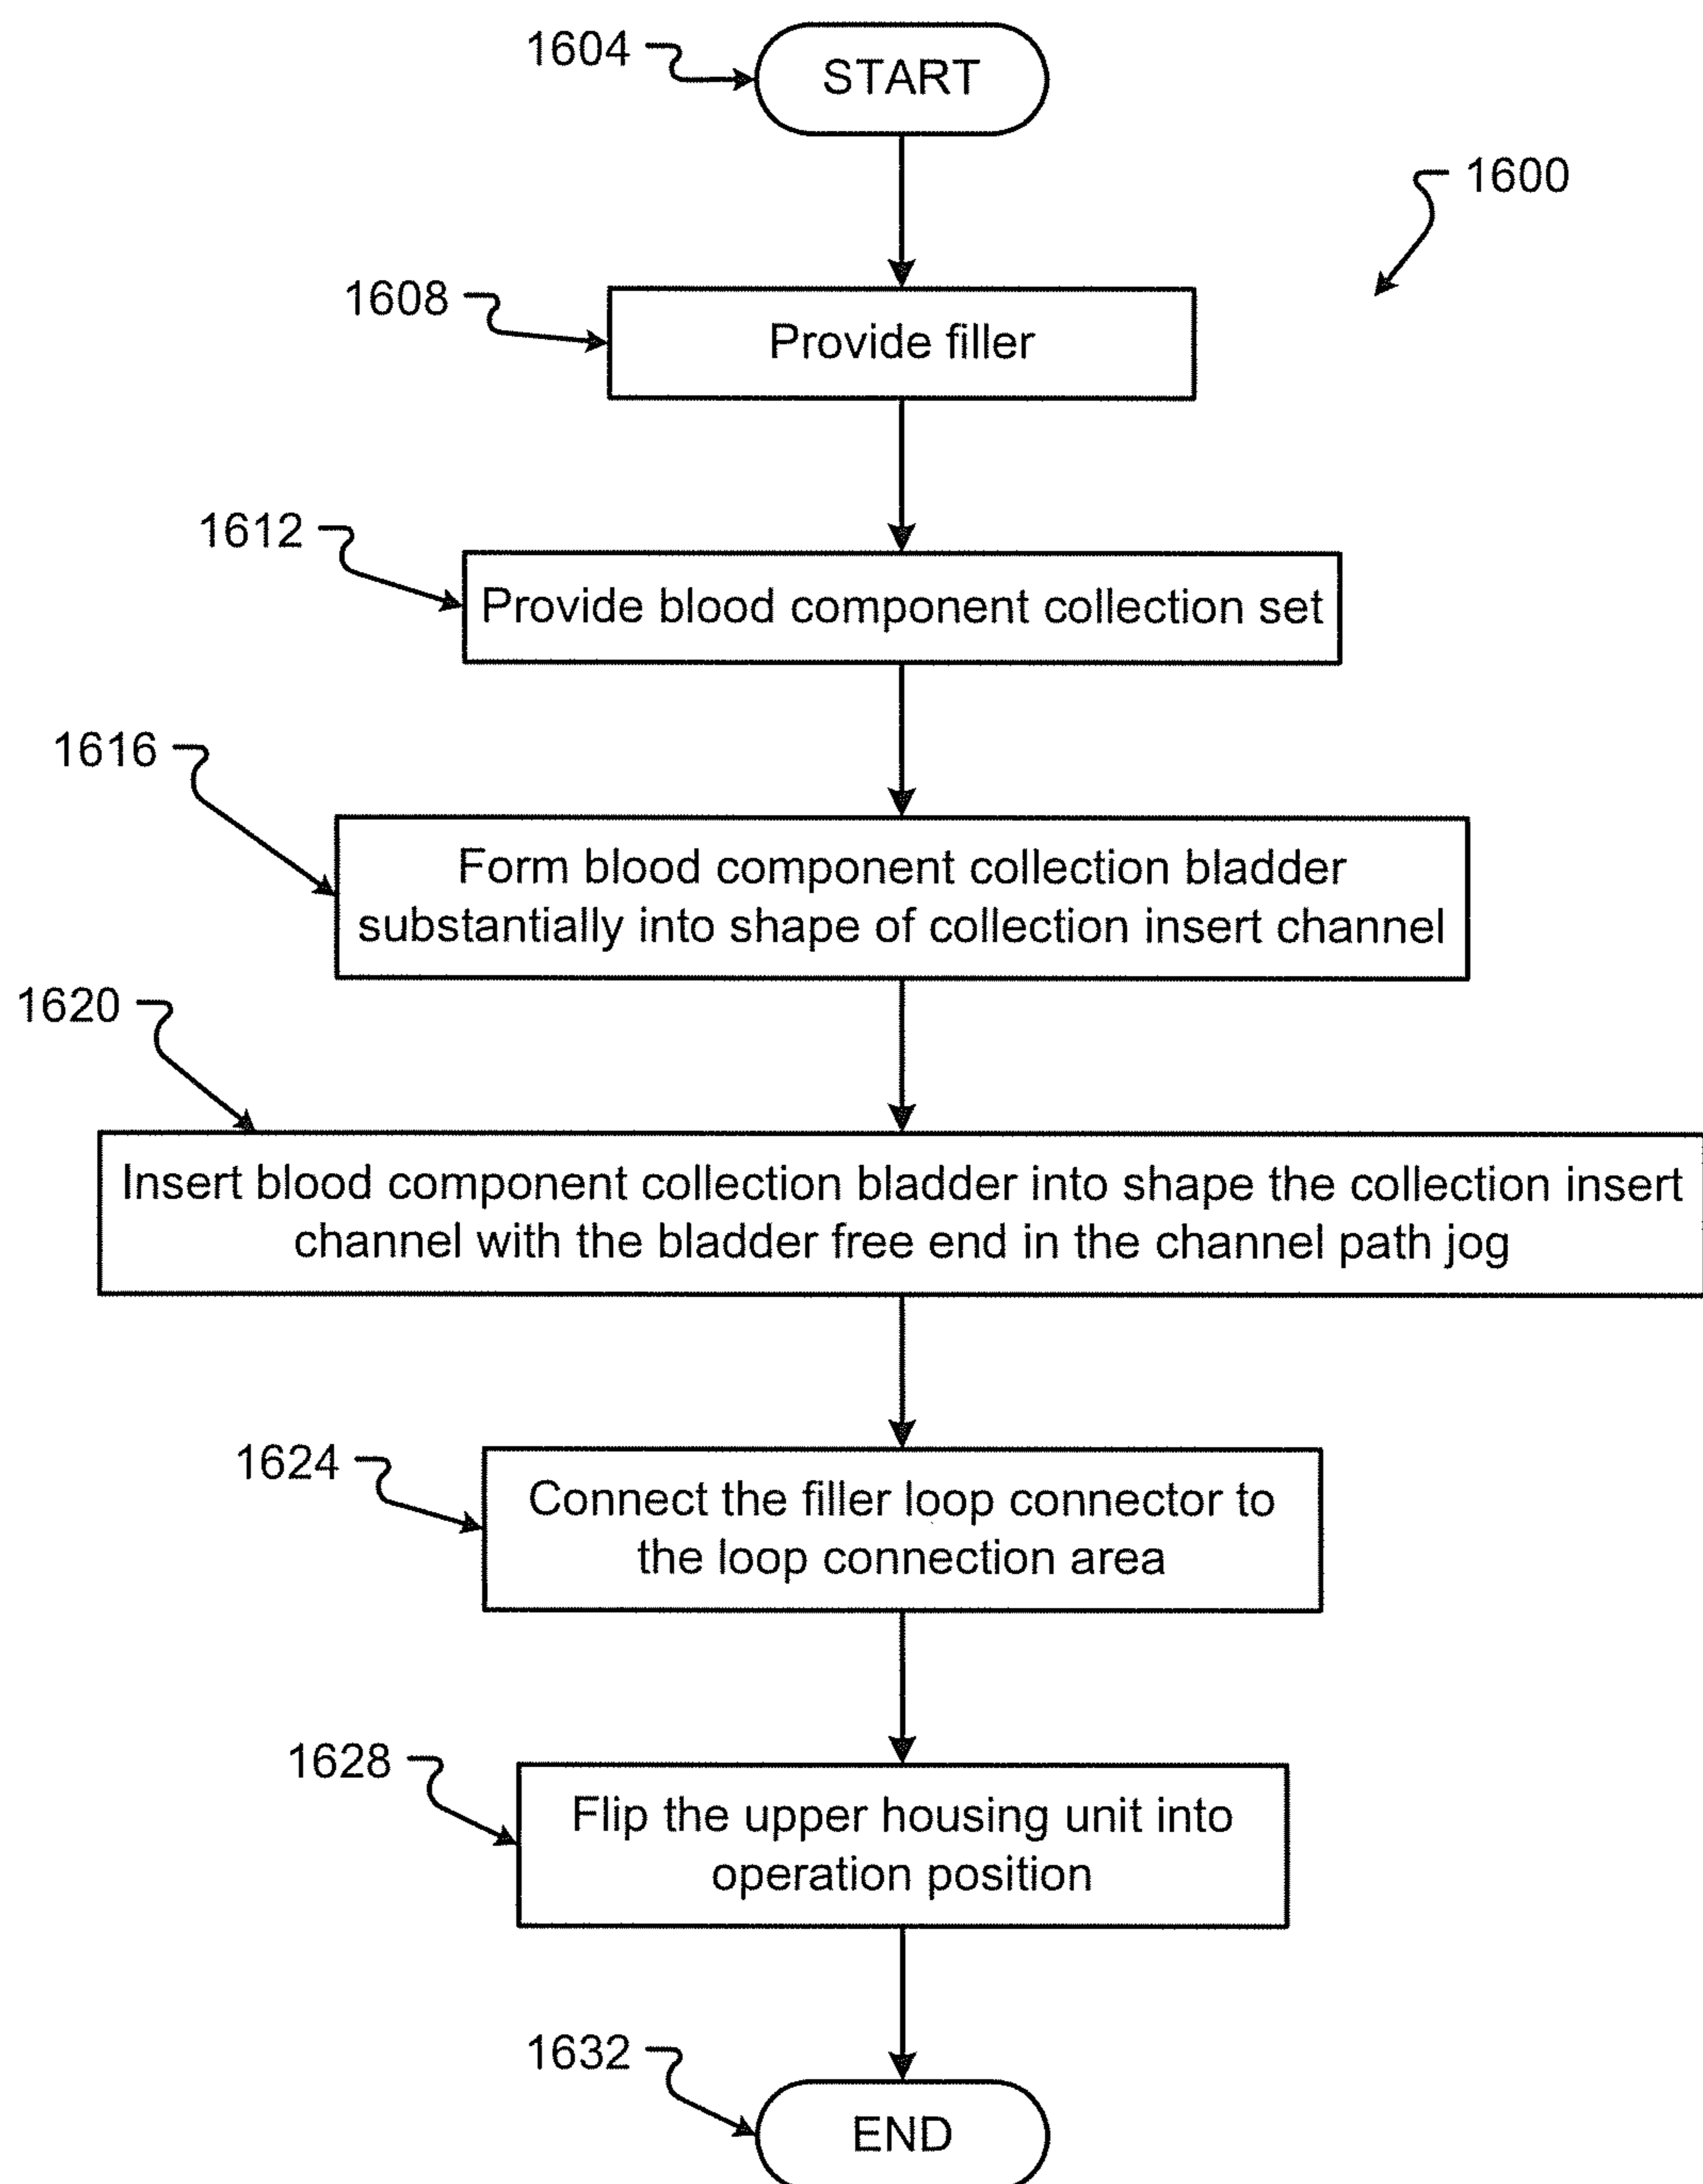 1604
START
1600
1608
Provide filler
1612
Provide blood component collection set
1616
Form blood component collection bladder
substantially into shape of collection insert channel
1620
Insert blood component collection bladder into shape the collection insert
channel with the bladder free end in the channel path jog
1624
Connect the filler loop connector to
the loop connection area
1628
Flip the upper housing unit into
operation position
1632
END